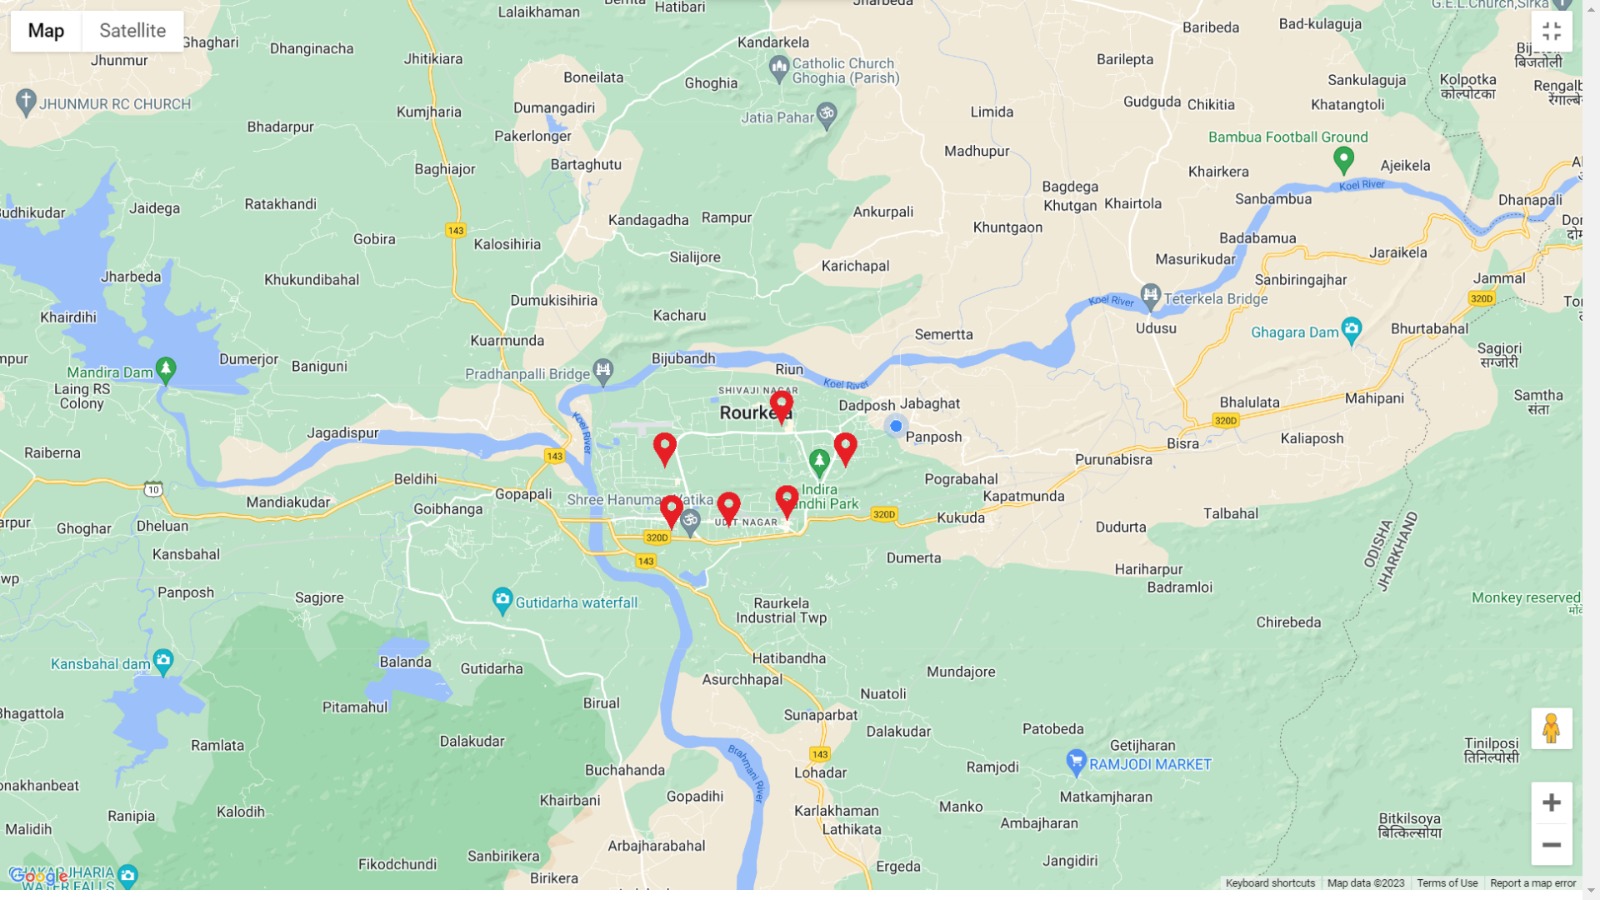 Lalaikhaman
Hatibari
Jharbeda
G.E.L.Church,Sirka
Map
Satellite
Ghaghari
Dhanginacha
Jhunmur
Jhitikiara
Kandarkela
Baribeda
Bad-kulaguja
बिजतोली
Catholic Church
Ghoghia (Parish)
Boneilata
Ghoghia
Barilepta
Sankulaguja
Kolpotka
कोल्पोटका
JHUNMUR RC CHURCH
Kumjharia
Dumangadiri
Jatia Pahar
Limida
Gudguda
Chikitia
Khatangtoli
Bhadarpur
Pakerlonger
Bambua Football Ground
Baghiajor
Bartaghutu
Madhupur
Khairkera
Ajeikela
Koel River
Budhikudar
Jaidega
Ratakhandi
Kandagadha
Rampur
Ankurpali
Bagdega
Khutgan
Khairtola
Sanbambua
Dhanapali
143
Gobira
Kalosihiria
Khuntgaon
Badabamua
Jharbeda
Khukundibahal
Sialijore
Karichapal
Masurikudar
Sanbiringajhar
Jaraikela
Jammal
320D
Khairdihi
Dumukisihiria
Kacharu
Koel River
Teterkela Bridge
Udusu
Ghagara Dam
Bhurtabahal
Kuarmunda
Semertta
Sagiori
सग्जोरी
Dumerjor
Baniguni
Mandira Dam
Pradhanpalli Bridge
Bijubandh
Riun
Koel River
Laing RS
Colony
SHIVAJI NAGAR
Rourkela
Dadposh
Jabaghat
Bhalulata
Mahipani
Samtha
संता
320D
Koel River
Jagadispur
Panposh
Bisra
Kaliaposh
Raiberna
143
Purunabisra
Beldihi
Pograbahal
10
Mandiakudar
Gopapali
Shree Hanuman Vatika
Indira
Gandhi Park
Kapatmunda
Goibhanga
UDIT NAGAR
320D
Kukuda
Talbahal
Ghoghar
Dheluan
Dudurta
320D
ODISHA
JHARKHAND
Kansbahal
143
Dumerta
Hariharpur
Badramloi
Panposh
Sagjore
Gutidarha waterfall
Raurkela
Industrial Twp
Monkey reserved
Chirebeda
Kansbahal dam
Balanda
Gutidarha
Hatibandha
Mundajore
Asurchhapal
Pitamahul
Birual
Nuatoli
Bhagattola
Sunaparbat
Dalakudar
Patobeda
Ramlata
Dalakudar
143
Getijharan
RAMJODI MARKET
Tinilposi
तिनिल्पोसी
Brahmani River
Buchahanda
Lohadar
Ramjodi
Matkamjharan
Khairbani
Gopadihi
Ranipia
Kalodih
Karlakhaman
Manko
Ambajharan
Bitkilsoya
बित्किल्सोया
Malidih
Lathikata
Arbajharabahal
Fikodchundi
Sanbirikera
Jangidiri
Ergeda
Birikera
Google
WATER FALLS
Keyboard shortcuts
Map data ©2023
Terms of Use
Report a map error